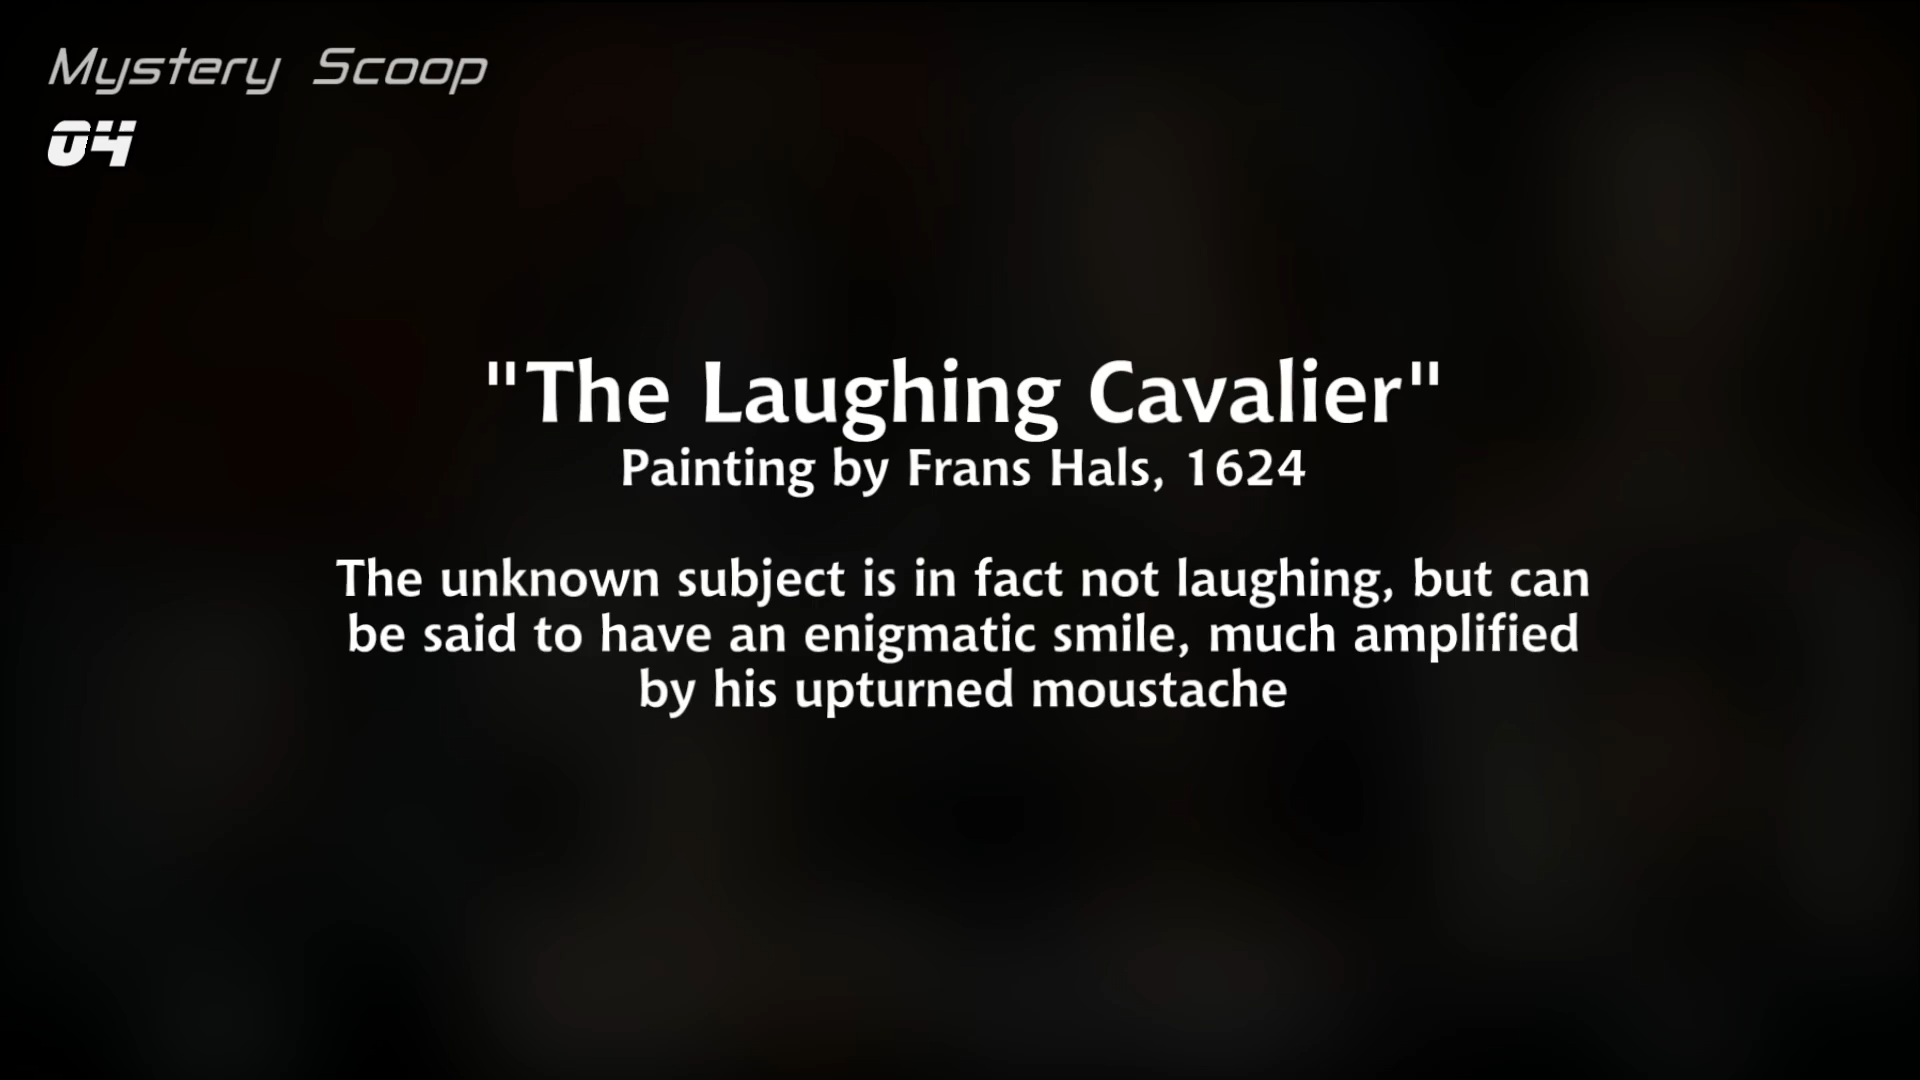 Mystery Scoop
04
"The Laughing Cavalier"
Painting by Frans Hals, 1624
The unknown subject is in fact not laughing, but can
be said to have an enigmatic smile, much amplified
by his upturned moustache